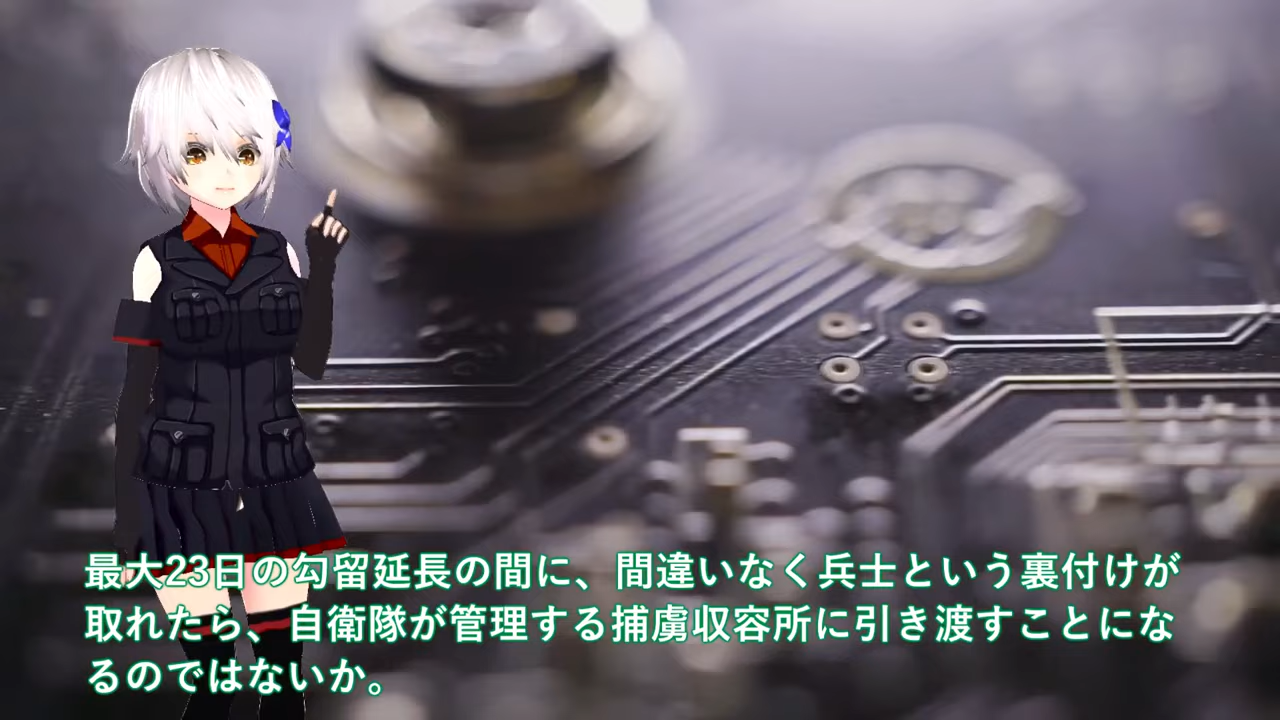 最大23日の勾留延長の間に、間違いなく兵士という裏付けが
取れたら、自衛隊が管理する捕虜収容所に引き渡すことにな
るのではないか。